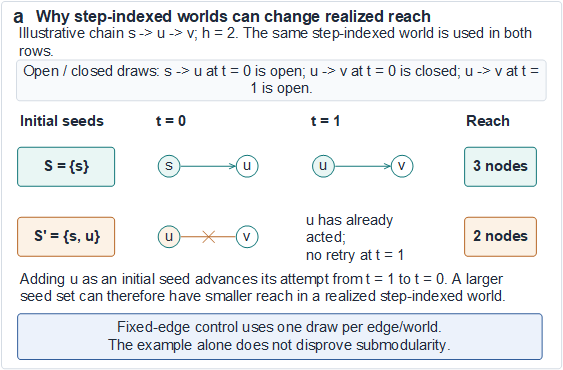 a Why step-indexed worlds can change realized reach
Illustrative chain s -> u -> v; h = 2. The same step-indexed world is used in both
rows.
Open / closed draws: s -> u at t = 0 is open; u -> v at t = 0 is closed; u -> v at t =
1 is open.
Initial seeds t = 0 t = 1 Reach
S = {s} s u u v 3 nodes
S' = {s, u} u v 2 nodes
u has already
acted;
no retry at t = 1
Adding u as an initial seed advances its attempt from t = 1 to t = 0. A larger
seed set can therefore have smaller reach in a realized step-indexed world.
Fixed-edge control uses one draw per edge/world.
The example alone does not disprove submodularity.